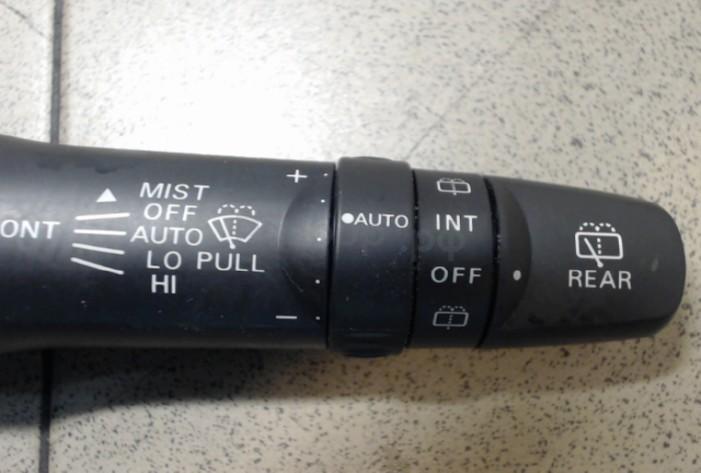 ONT
MIST
OFF
AUTO
LO PULL
HI
+
−
●AUTO
INT
OFF
REAR